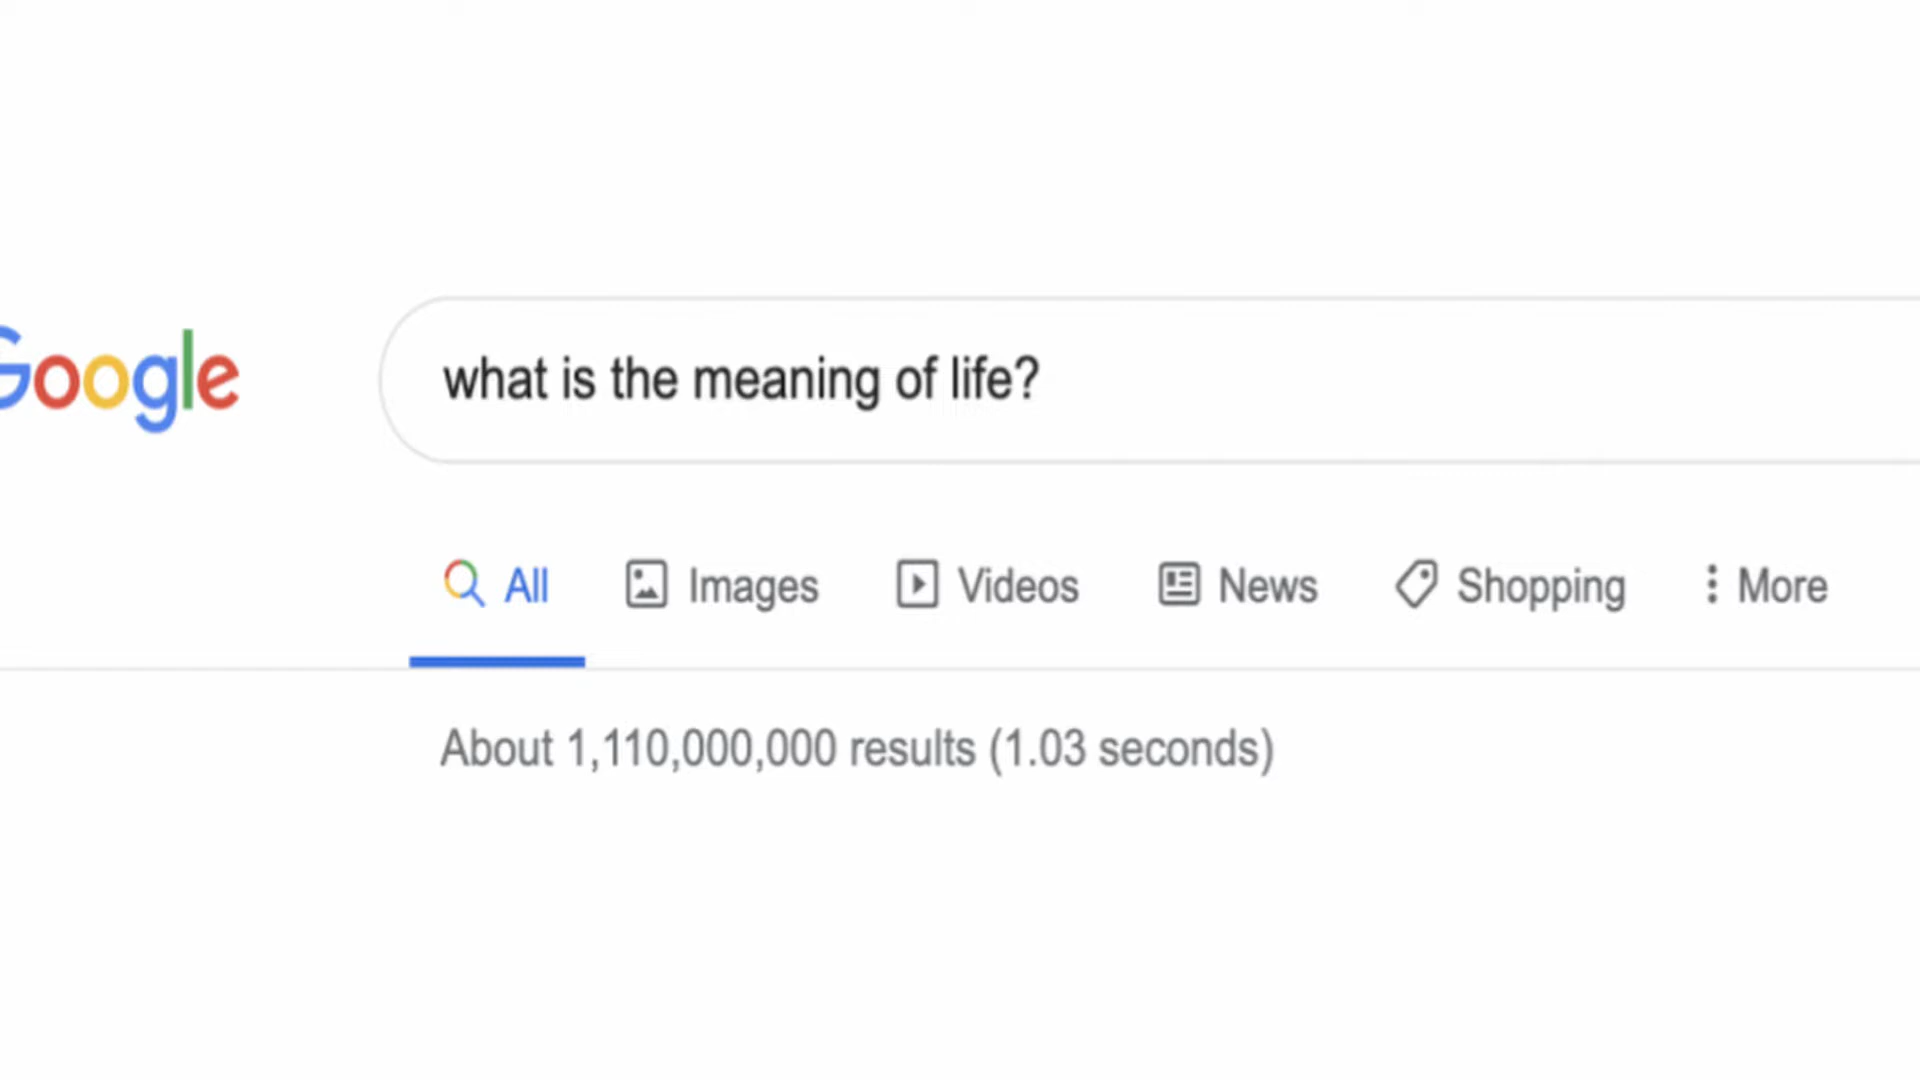 Google what is the meaning of life?
All Images Videos News Shopping More
About 1,110,000,000 results (1.03 seconds)